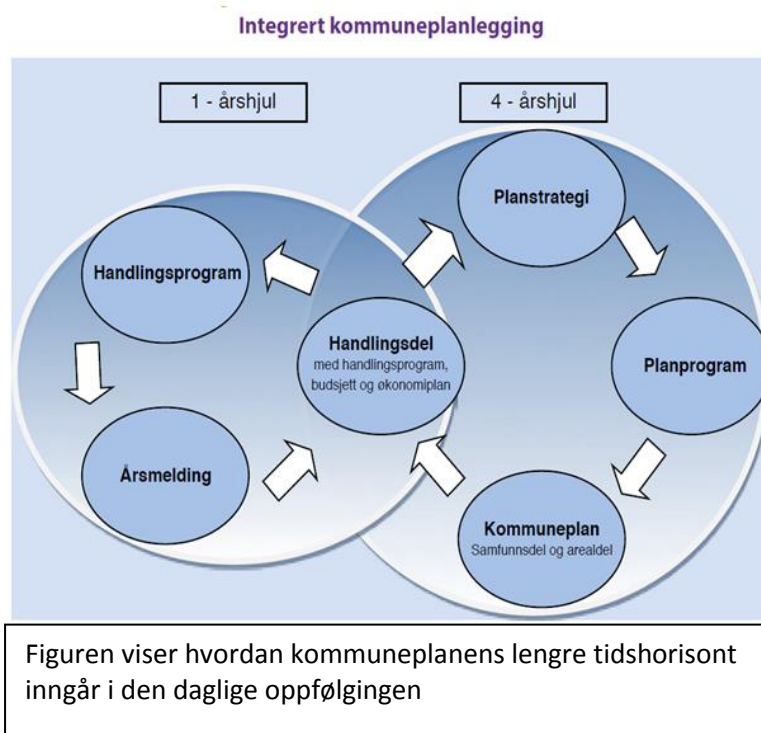 Integrert kommuneplanlegging
1 - årshjul
4 - årshjul
Planstrategi
Handlingsprogram
Handlingsdel
med handlingsprogram,
budsjett og økonomiplan
Planprogram
Årsmelding
Kommuneplan
Samfunnsdel og arealdel
Figuren viser hvordan kommuneplanens lengre tidshorisont
inngår i den daglige oppfølgingen